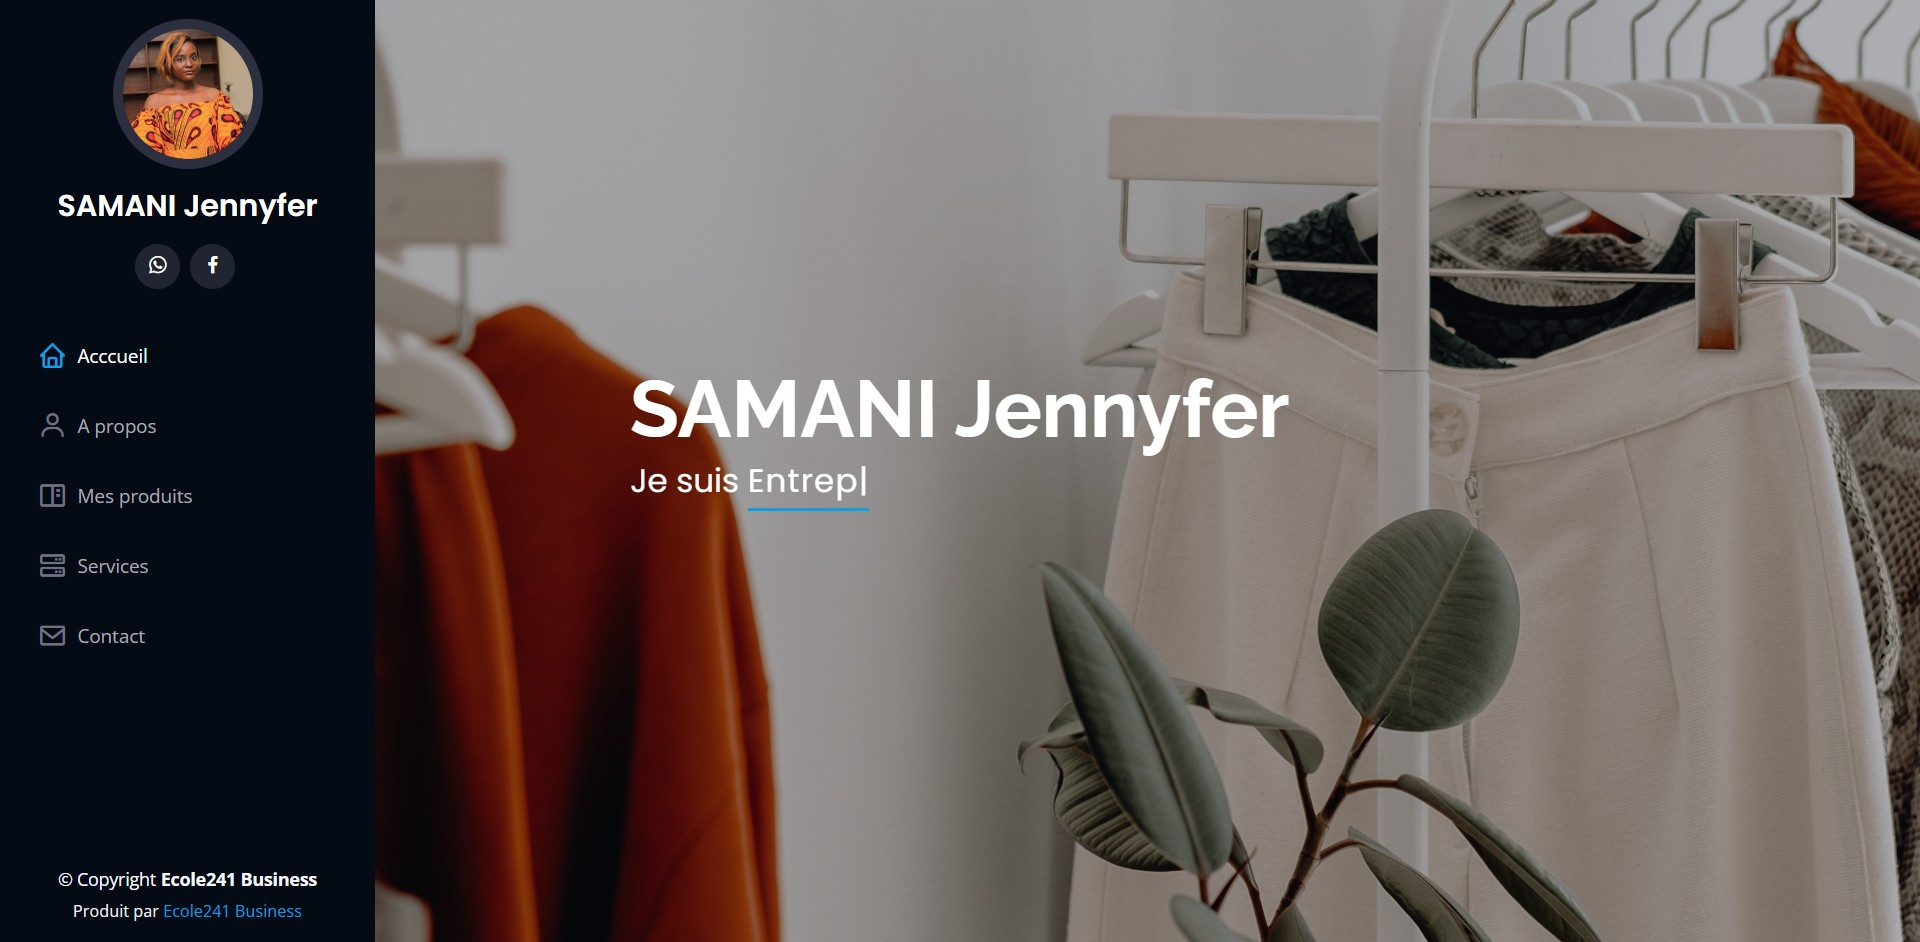 SAMANI Jennyfer
Acccueil
A propos
Mes produits
Services
Contact
© Copyright Ecole241 Business
Produit par Ecole241 Business
SAMANI Jennyfer
Je suis Entrep|